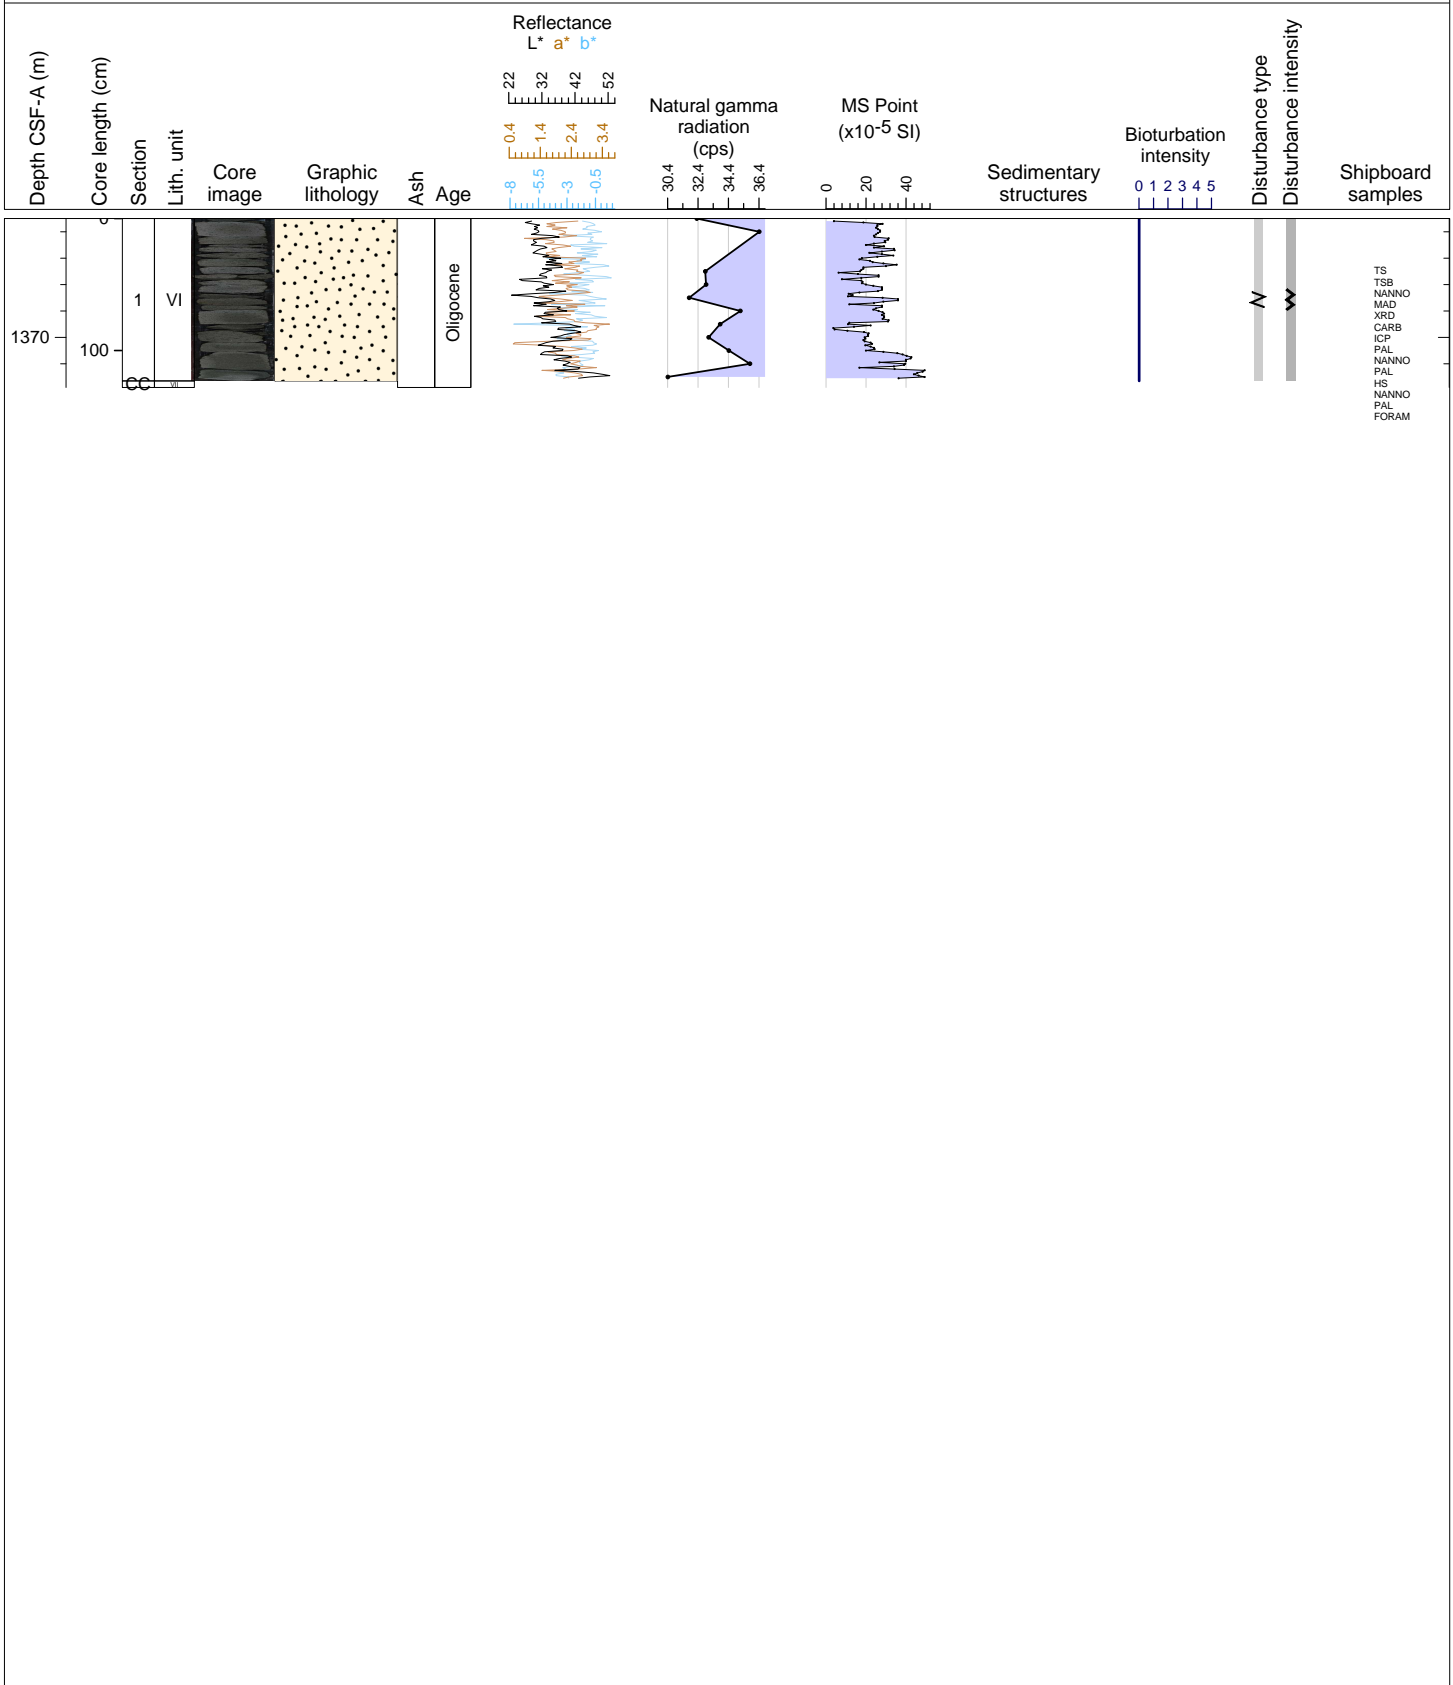 Depth CSF-A (m)
Core length (cm)
Section
Lith. unit
Core
image
Graphic
lithology
Ash
Age
Reflectance
L* a* b*
22 32 42 52
0.4 1.4 2.4 3.4
-8 -5.5 -3 -0.5
Natural gamma
radiation
(cps)
30.4 32.4 34.4 36.4
MS Point
(x10-5 SI)
0 20 40
Sedimentary
structures
Bioturbation
intensity
0 1 2 3 4 5
Disturbance type
Disturbance intensity
Shipboard
samples
0
1370
100
1
CC
VI
VII
Oligocene
TS
TSB
NANNO
MAD
XRD
CARB
ICP
PAL
NANNO
PAL
HS
NANNO
PAL
FORAM